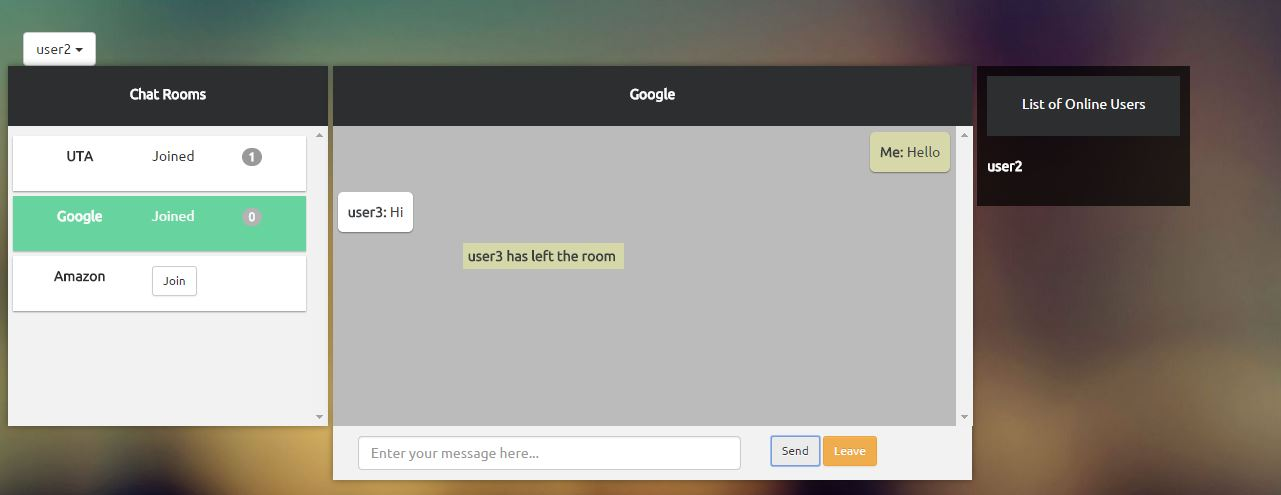 user2
Chat Rooms
UTA Joined 1
Google Joined 0
Amazon Join
Google
Me: Hello
user3: Hi
user3 has left the room
Enter your message here...
Send Leave
List of Online Users
user2